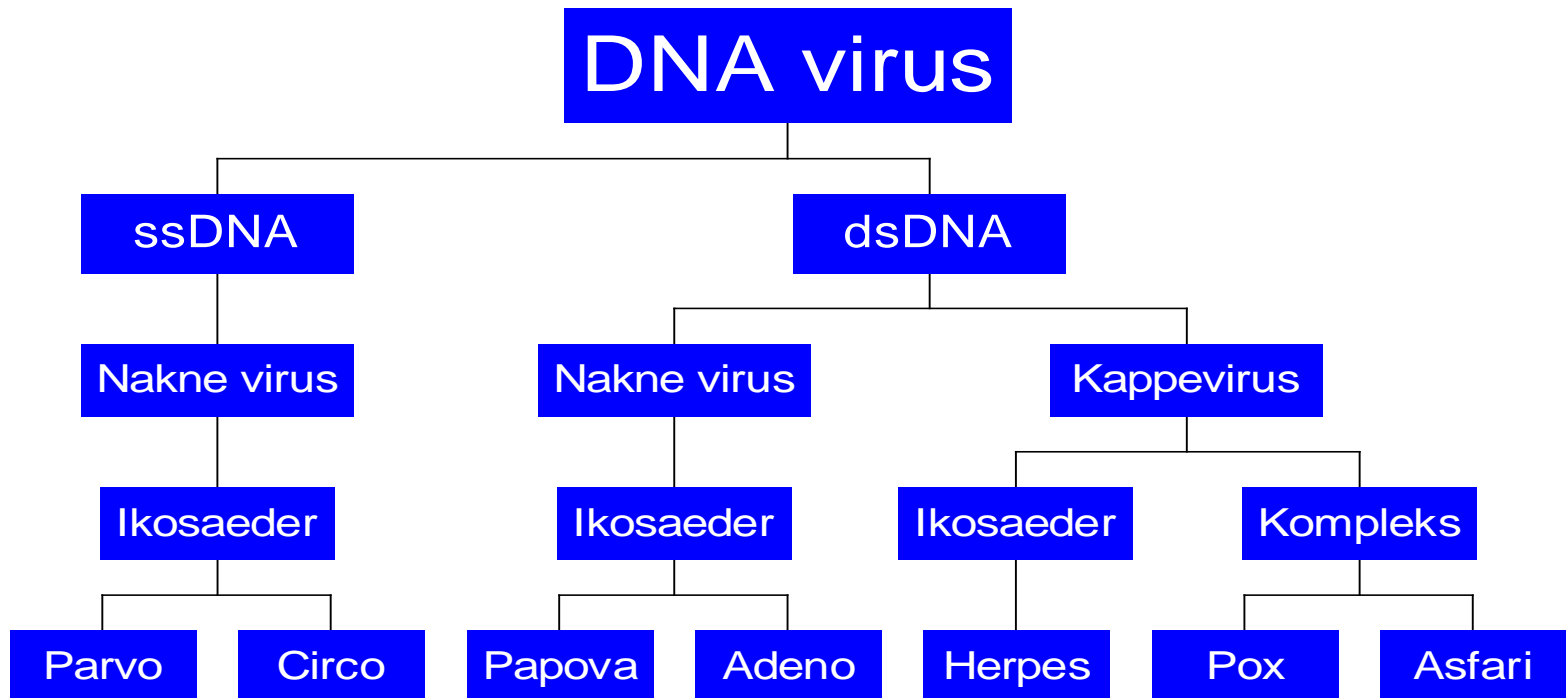 DNA virus
ssDNA
dsDNA
Nakne virus
Nakne virus
Kappevirus
Ikosaeder
Ikosaeder
Ikosaeder
Kompleks
Parvo
Circo
Papova
Adeno
Herpes
Pox
Asfari